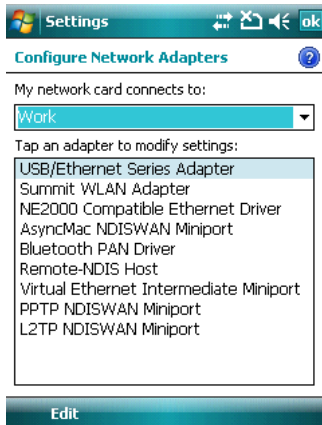 Settings
ok
Configure Network Adapters
?
My network card connects to:
Work
Tap an adapter to modify settings:
USB/Ethernet Series Adapter
Summit WLAN Adapter
NE2000 Compatible Ethernet Driver
AsyncMac NDISWAN Miniport
Bluetooth PAN Driver
Remote-NDIS Host
Virtual Ethernet Intermediate Miniport
PPTP NDISWAN Miniport
L2TP NDISWAN Miniport
Edit